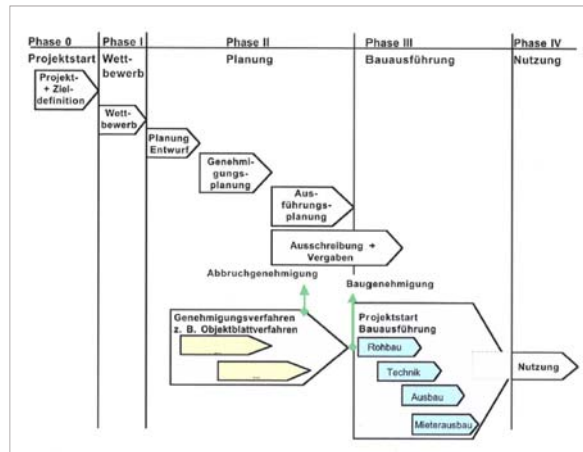 Phase 0 Phase I Phase II Phase III Phase IV
Projektstart Wett- Planung Bauausführung Nutzung
bewerb
Projekt-
+ Ziel-
definition
Wett-
bewerb
Planung
Entwurf
Genehmi-
gungs-
planung
Aus-
führungs-
planung
Ausschreibung +
Vergaben
Abbruchgenehmigung
Baugenehmigung
Genehmigungsverfahren
z. B. Objektblattverfahren
...
...
Projektstart
Bauausführung
Rohbau
Technik
Ausbau
Mieterausbau
Nutzung